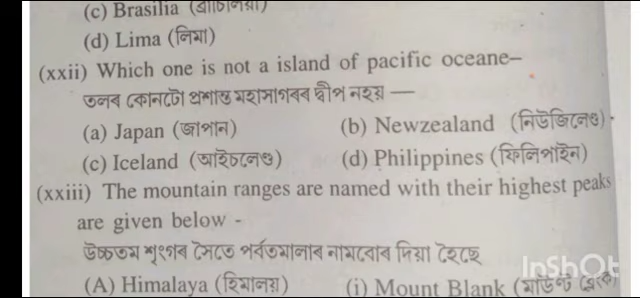 (c) Brasilia
(d) Lima (লিমা)
(xxii) Which one is not a island of pacific oceane–
তলৰ কোনটো প্ৰশান্ত মহাসাগৰৰ দ্বীপ নহয় —
(a) Japan (জাপান) (b) Newzealand (নিউজিলেণ্ড)
(c) Iceland (আইচলেণ্ড) (d) Philippines (ফিলিপাইন)
(xxiii) The mountain ranges are named with their highest peaks
are given below -
উচ্চতম শৃংগৰ সৈতে পৰ্বতমালাৰ নামবোৰ দিয়া হৈছে
(A) Himalaya (হিমালয়) (i) Mount Blank (মাউন্ট ব্লেংক)
InShOt